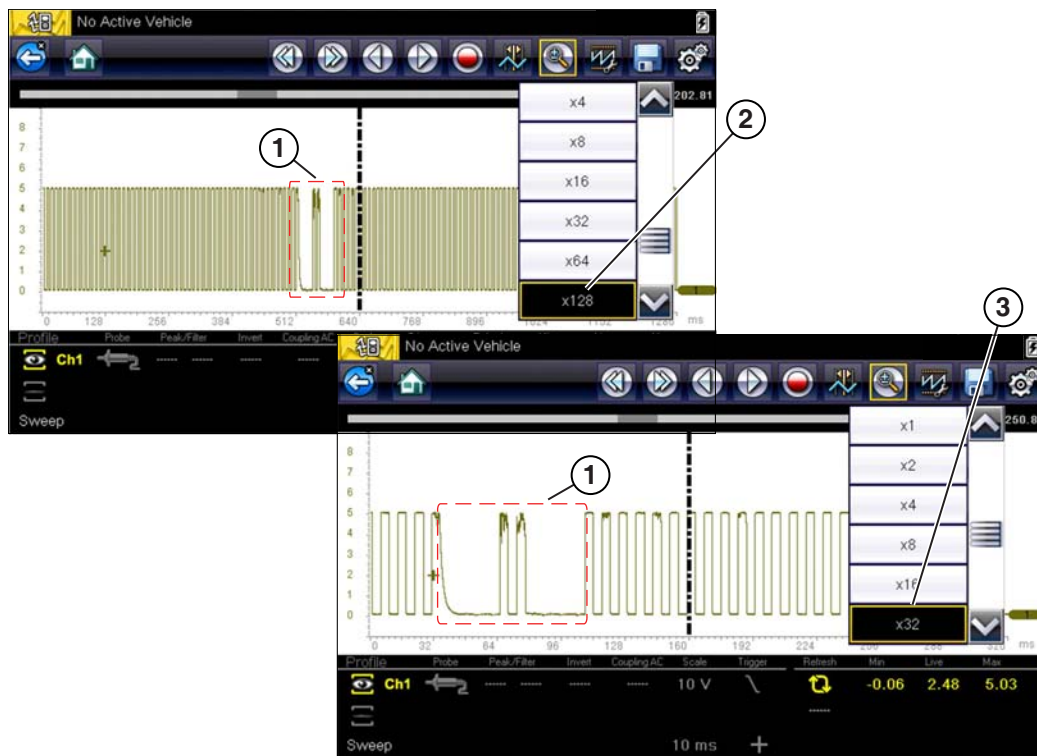 No Active Vehicle
202.81
x4
x8
x16
x32
x64
x128
2
1
8
7
6
5
4
3
2
1
0
1
0 128 256 384 512 640 768 896 1024 1152 1280 ms
Profile Probe Peak/Filter Invert Coupling AC
Ch1
Sweep
3
No Active Vehicle
250.8
x1
x2
x4
x8
x16
x32
1
8
7
6
5
4
3
2
1
0
1
0 32 64 96 128 160 192 224 256 288 ms
Profile Probe Peak/Filter Invert Coupling AC Scale Trigger Refresh Min Live Max
Ch1 ------ ------ ------ ------ 10 V -0.06 2.48 5.03
------
Sweep 10 ms +